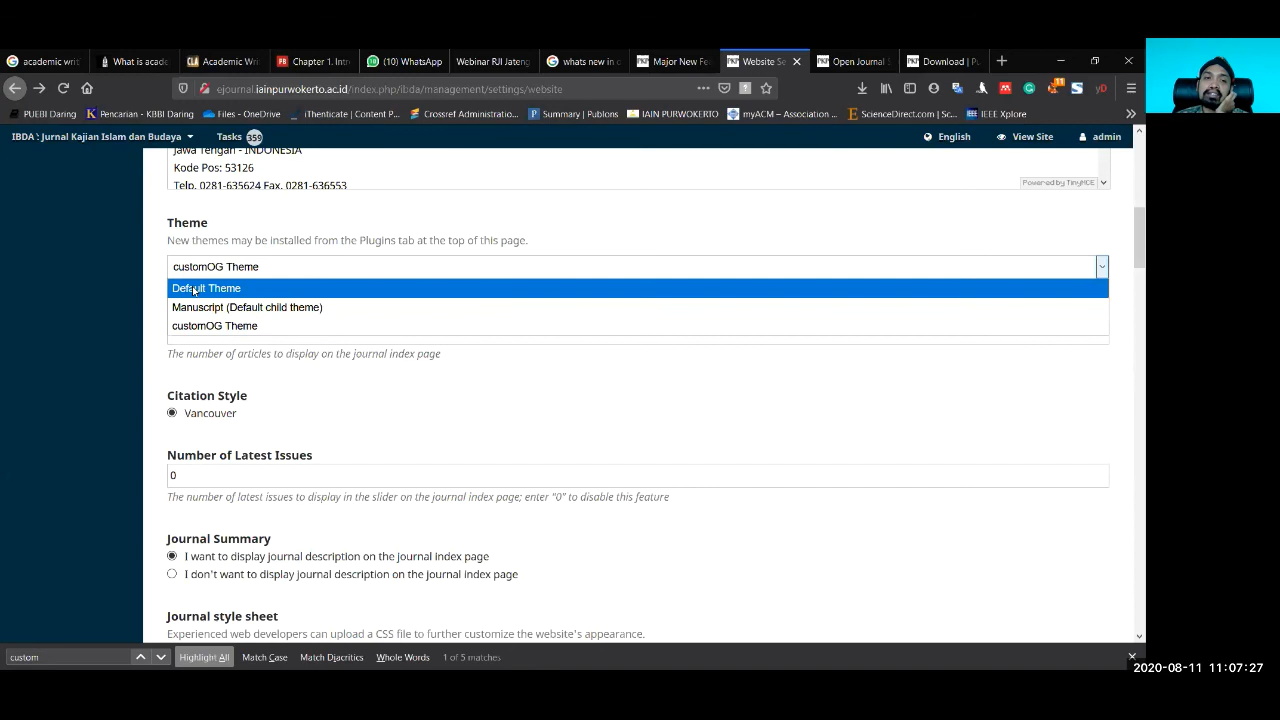 academic writ
What is acade
Academic Wri
Chapter 1. Intr
(10) WhatsApp
Webinar RJI Jateng
whats new in o
Major New Fe
Website Se
Open Journal S
Download | Pu
ejournal.iainpurwokerto.ac.id/index.php/ibda/management/settings/website
PUEBI Daring
Pencarian - KBBI Daring
Files - OneDrive
iThenticate | Content P...
Crossref Administratio...
Summary | Publons
IAIN PURWOKERTO
myACM – Association ...
ScienceDirect.com | Sc...
IEEE Xplore
IBDA`: Jurnal Kajian Islam dan Budaya
Tasks 359
English
View Site
admin
Jawa Tengah - INDONESIA
Kode Pos: 53126
Telp. 0281-635624 Fax. 0281-636553
Powered by TinyMCE
Theme
New themes may be installed from the Plugins tab at the top of this page.
customOG Theme
Default Theme
Manuscript (Default child theme)
customOG Theme
The number of articles to display on the journal index page
Citation Style
Vancouver
Number of Latest Issues
0
The number of latest issues to display in the slider on the journal index page; enter "0" to disable this feature
Journal Summary
I want to display journal description on the journal index page
I don't want to display journal description on the journal index page
Journal style sheet
Experienced web developers can upload a CSS file to further customize the website's appearance.
custom
Highlight All
Match Case
Match Diacritics
Whole Words
1 of 5 matches
2020-08-11 11:07:27